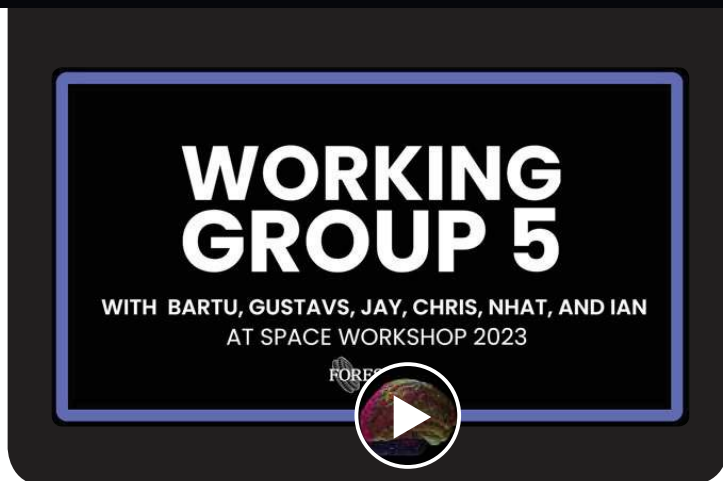 WORKING
GROUP 5
WITH BARTU, GUSTAVS, JAY, CHRIS, NHAT, AND IAN
AT SPACE WORKSHOP 2023